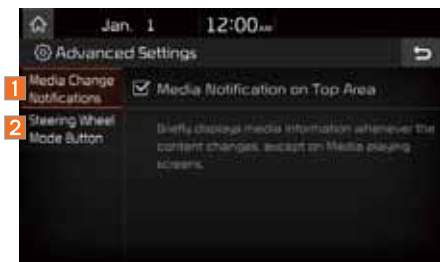 Jan. 1 12:00AM
Advanced Settings
1 Media Change
Notifications
Media Notification on Top Area
2 Steering Wheel
Mode Button
Briefly displays media information whenever the
content changes, except on Media playing
screens.